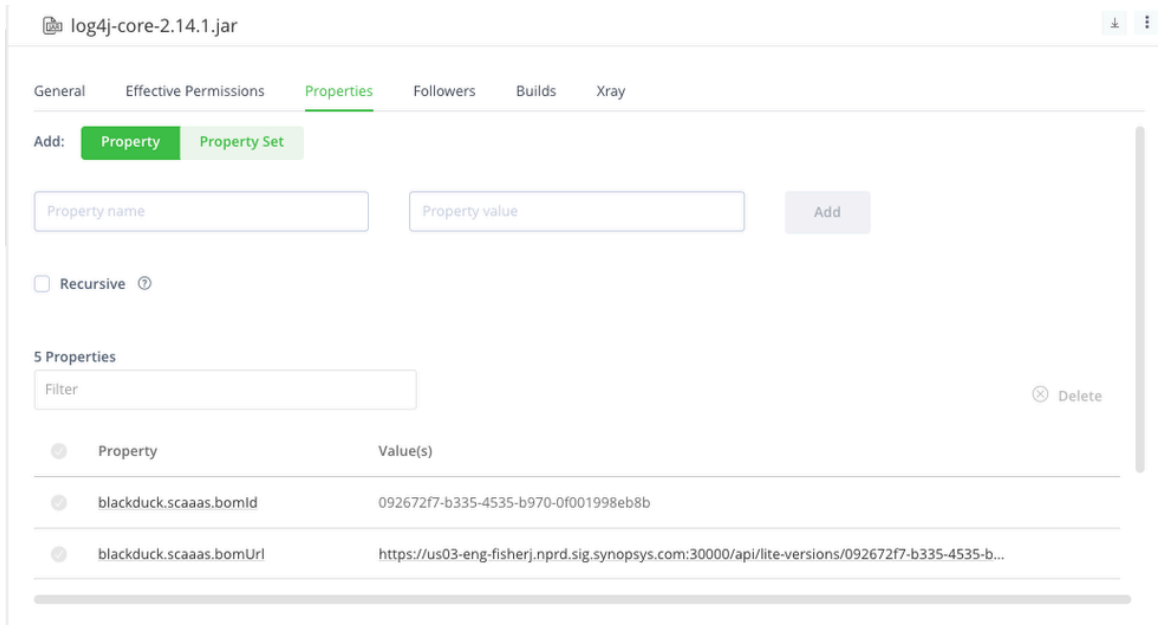 log4j-core-2.14.1.jar
General Effective Permissions Properties Followers Builds Xray
Add: Property Property Set
Property name Property value Add
Recursive ?
5 Properties
Filter
Delete
Property Value(s)
blackduck.scaaas.bomId 092672f7-b335-4535-b970-0f001998eb8b
blackduck.scaaas.bomUrl https://us03-eng-fisherj.nprd.sig.synopsys.com:30000/api/lite-versions/092672f7-b335-4535-b...